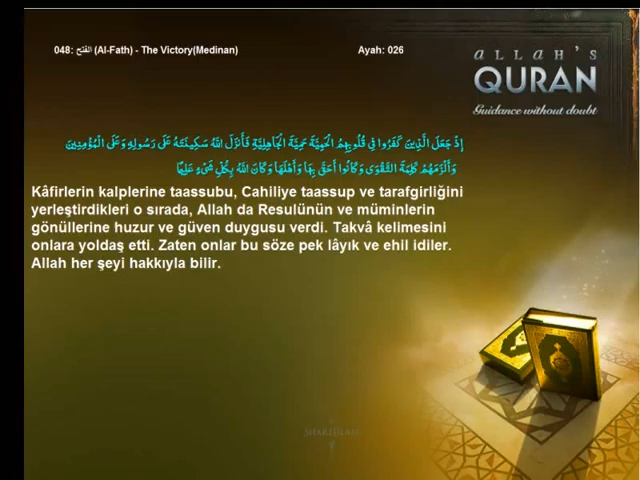 048: الفتح (Al-Fath) - The Victory(Medinan) Ayah: 026
ALLAH'S
QURAN
Guidance without doubt
إِذْ جَعَلَ الَّذِينَ كَفَرُوا فِي قُلُوبِهِمُ الْحَمِيَّةَ حَمِيَّةَ الْجَاهِلِيَّةِ فَأَنزَلَ اللَّهُ سَكِينَتَهُ عَلَى رَسُولِهِ وَعَلَى الْمُؤْمِنِينَ
وَأَلْزَمَهُمْ كَلِمَةَ التَّقْوَى وَكَانُوا أَحَقَّ بِهَا وَأَهْلَهَا وَكَانَ اللَّهُ بِكُلِّ شَيْءٍ عَلِيمًا
Kâfirlerin kalplerine taassubu, Cahiliye taassup ve tarafgirliğini
yerleştirdikleri o sırada, Allah da Resulünün ve müminlerin
gönüllerine huzur ve güven duygusu verdi. Takvâ kelimesini
onlara yoldaş etti. Zaten onlar bu söze pek lâyık ve ehil idiler.
Allah her şeyi hakkıyla bilir.
SHAREISLAM